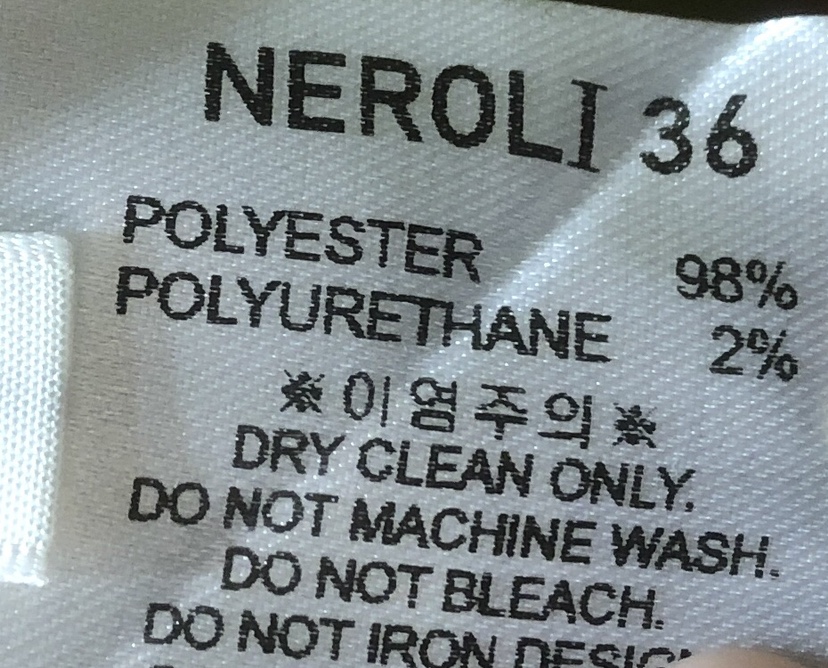 NEROLI 36
POLYESTER 98%
POLYURETHANE 2%
※이염주의※
DRY CLEAN ONLY.
DO NOT MACHINE WASH.
DO NOT BLEACH.
DO NOT IRON